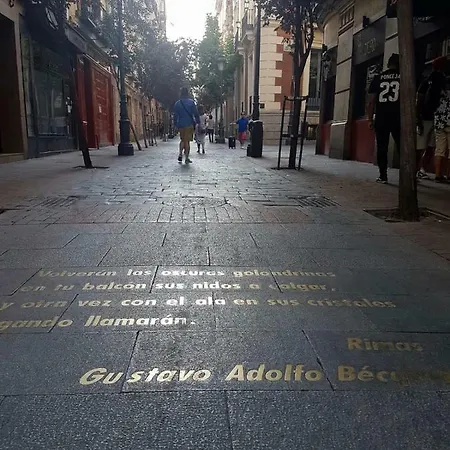 PONCE
23
Volverán las oscuras golondrinas
en tu balcón sus nidos a colgar,
y otra vez con el ala en sus cristales
jugando llamarán.
Rimas
Gustavo Adolfo Bécquer